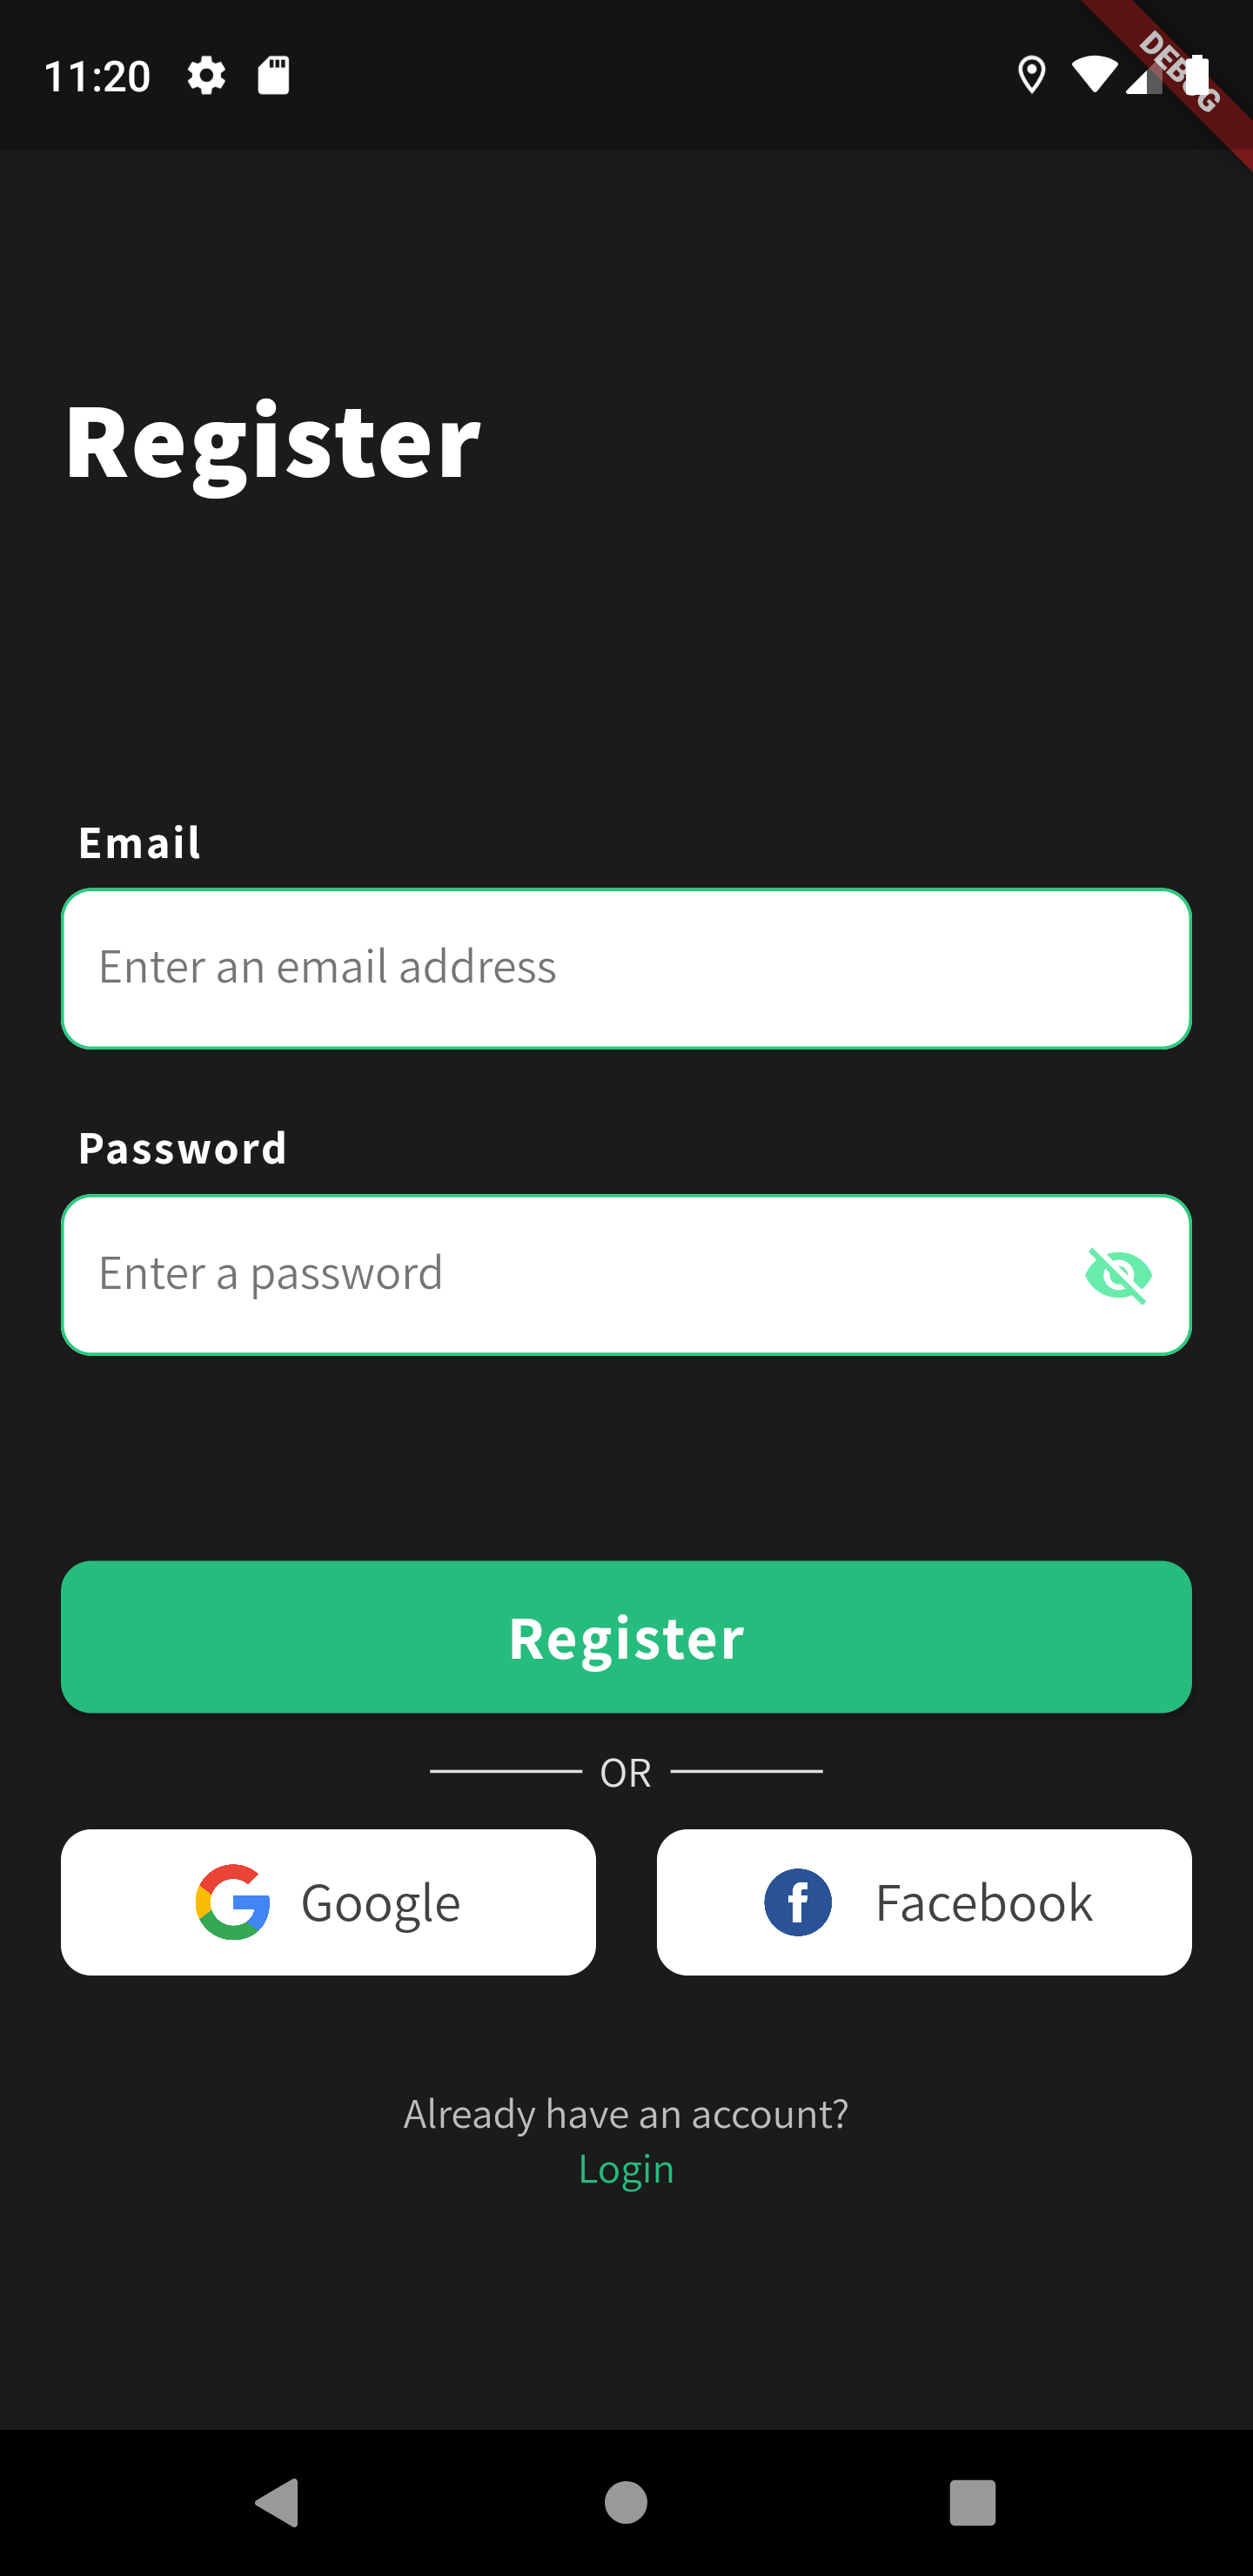 11:20
DEBUG
Register
Email
Enter an email address
Password
Enter a password
Register
OR
Google
Facebook
Already have an account?
Login